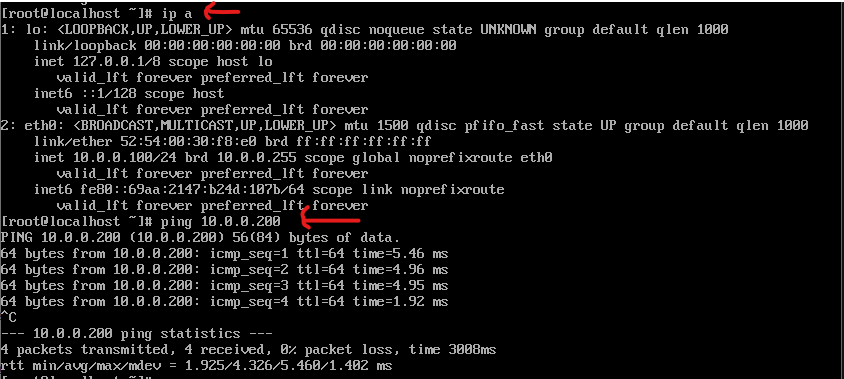 [root@localhost ~]# ip a
1: lo: <LOOPBACK,UP,LOWER_UP> mtu 65536 qdisc noqueue state UNKNOWN group default qlen 1000
link/loopback 00:00:00:00:00:00 brd 00:00:00:00:00:00
inet 127.0.0.1/8 scope host lo
valid_lft forever preferred_lft forever
inet6 ::1/128 scope host
valid_lft forever preferred_lft forever
2: eth0: <BROADCAST,MULTICAST,UP,LOWER_UP> mtu 1500 qdisc pfifo_fast state UP group default qlen 1000
link/ether 52:54:00:30:f8:e0 brd ff:ff:ff:ff:ff:ff
inet 10.0.0.100/24 brd 10.0.0.255 scope global noprefixroute eth0
valid_lft forever preferred_lft forever
inet6 fe80::69aa:2147:b24d:107b/64 scope link noprefixroute
valid_lft forever preferred_lft forever
[root@localhost ~]# ping 10.0.0.200
PING 10.0.0.200 (10.0.0.200) 56(84) bytes of data.
64 bytes from 10.0.0.200: icmp_seq=1 ttl=64 time=5.46 ms
64 bytes from 10.0.0.200: icmp_seq=2 ttl=64 time=4.96 ms
64 bytes from 10.0.0.200: icmp_seq=3 ttl=64 time=4.95 ms
64 bytes from 10.0.0.200: icmp_seq=4 ttl=64 time=1.92 ms
^C
--- 10.0.0.200 ping statistics ---
4 packets transmitted, 4 received, 0% packet loss, time 3008ms
rtt min/avg/max/mdev = 1.925/4.326/5.460/1.402 ms